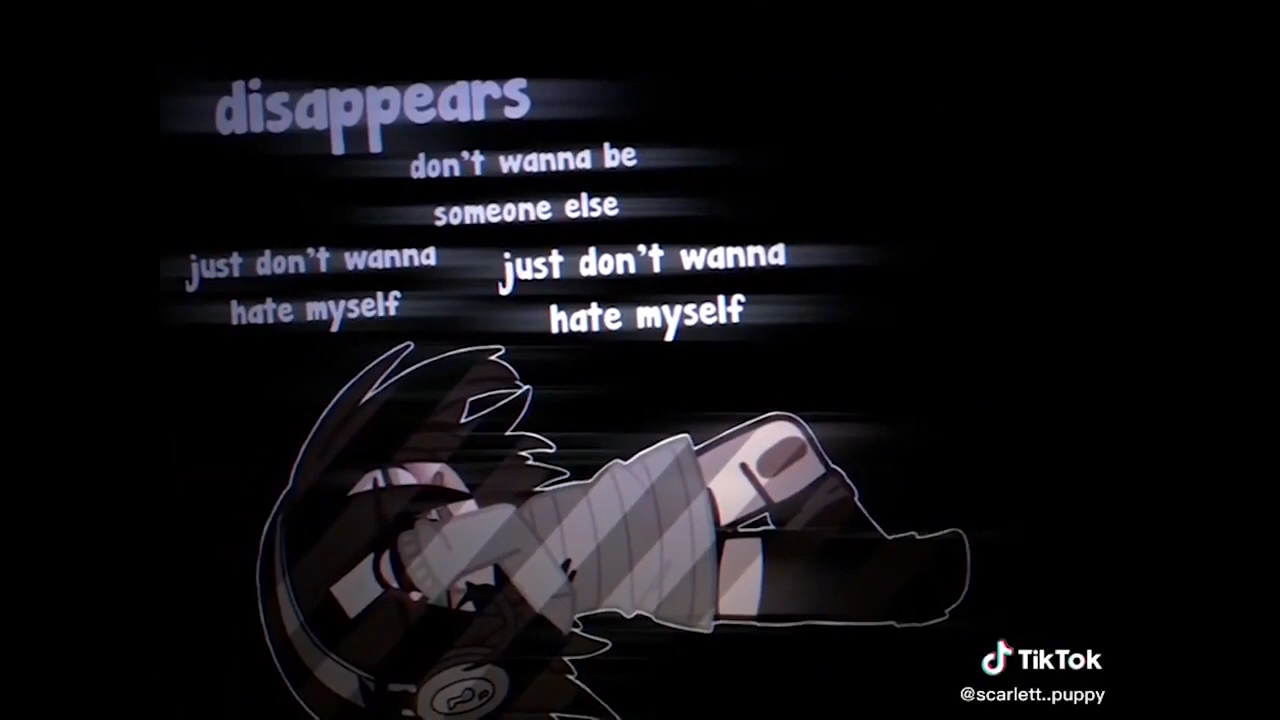 disappears
don't wanna be
someone else
just don't wanna
hate myself
just don't wanna
hate myself
TikTok
@scarlett..puppy